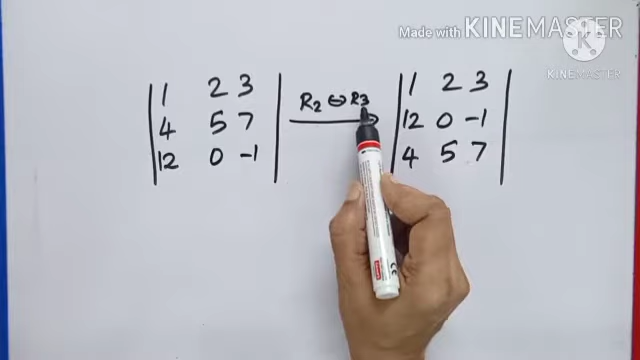 Made with KINEMASTER
KINEMASTER
1 2 3
4 5 7
12 0 -1
R2 ↔ R3
1 2 3
12 0 -1
4 5 7